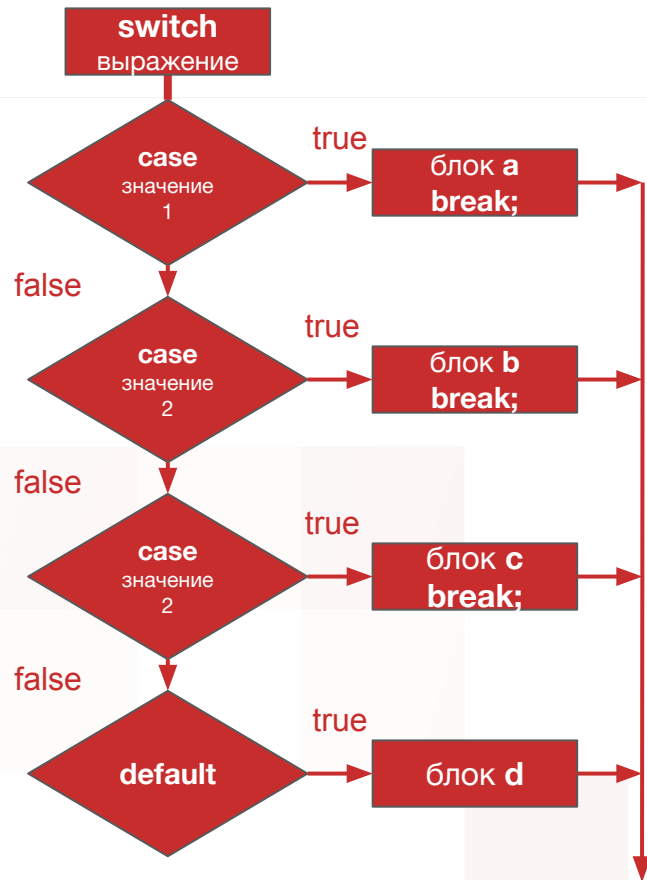 switch
выражение
case
значение
1
true
блок a
break;
false
case
значение
2
true
блок b
break;
false
case
значение
2
true
блок c
break;
false
default
true
блок d